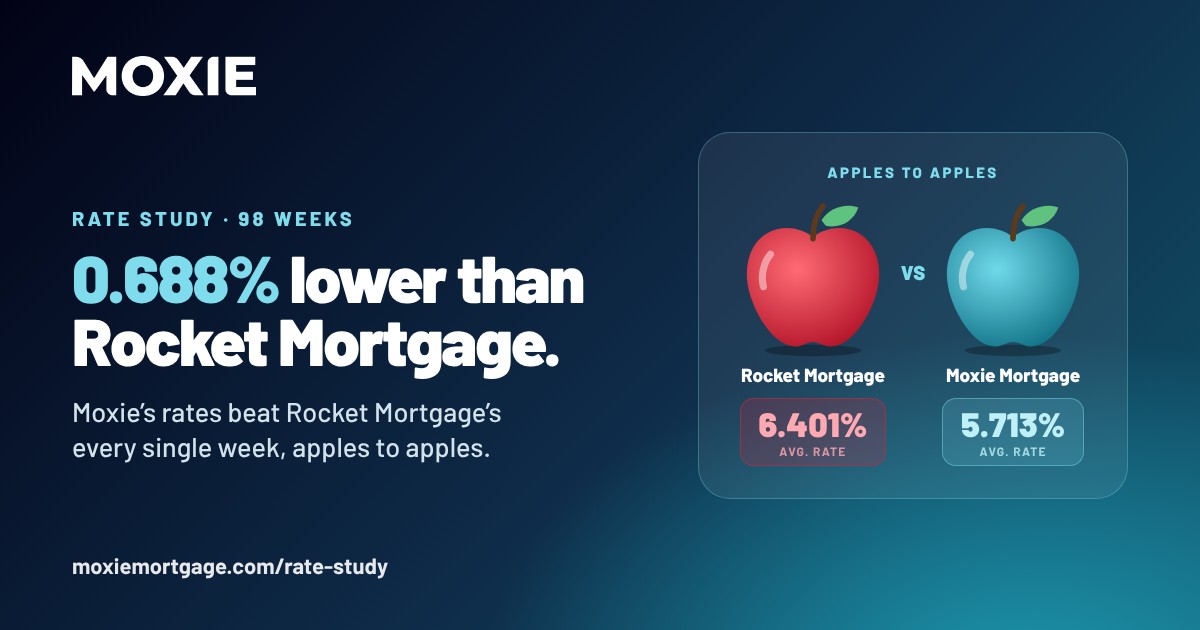 MOXIE
RATE STUDY · 98 WEEKS
0.688% lower than
Rocket Mortgage.
Moxie’s rates beat Rocket Mortgage’s
every single week, apples to apples.
moxiemortgage.com/rate-study
APPLES TO APPLES
VS
Rocket Mortgage
6.401%
AVG. RATE
Moxie Mortgage
5.713%
AVG. RATE